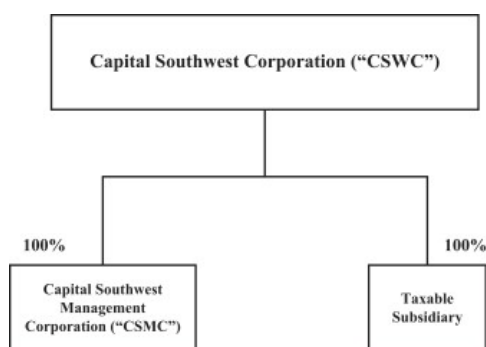 Capital Southwest Corporation (“CSWC”)
100%
100%
Capital Southwest
Management
Corporation (“CSMC”)
Taxable
Subsidiary